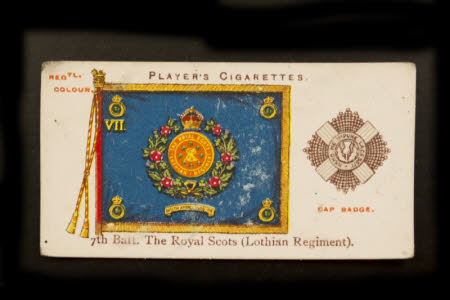 PLAYER'S CIGARETTES.
REGTL.
COLOUR.
VII.
CAP BADGE.
7th Batt. The Royal Scots (Lothian Regiment).